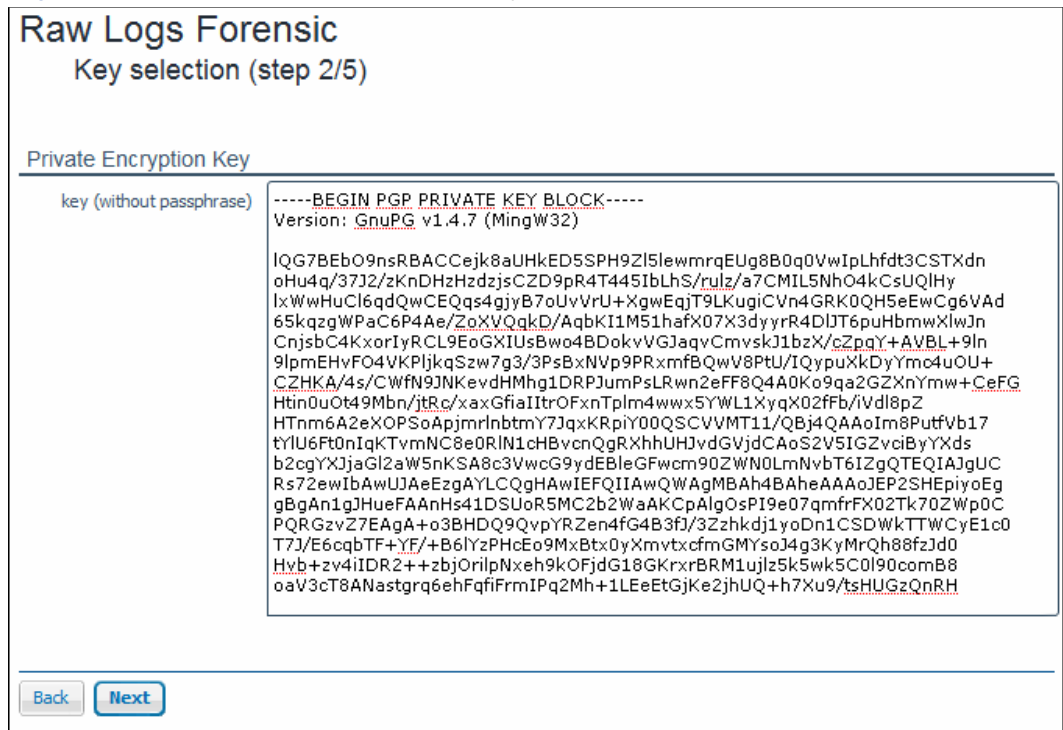 Raw Logs Forensic
Key selection (step 2/5)
Private Encryption Key
key (without passphrase)
-----BEGIN PGP PRIVATE KEY BLOCK-----
Version: GnuPG v1.4.7 (MingW32)
lQG7BEbO9nsRBACCejk8aUHkED5SPH9Zl5lewmrqEUg8B0q0VwIpLhfdt3CSTXdn
oHu4q/37J2/zKnDHzHzdzjsCZD9pR4T445IbLhS/rulz/a7CMIL5NhO4kCsUQlHy
lxWwHuCl6qdQwCEQqs4gjyB7oUvVrU+XgwEqjT9LKugiCVn4GRK0QH5eEwCg6VAd
65kqzgWPaC6P4Ae/ZoXVQqkD/AqbKI1M51hafX07X3dyyrR4DlJT6puHbmwXlwJn
CnjsbC4KxorIyRCL9EoGXIUsBwo4BDokvVGJaqvCmvskJ1bzX/cZpqY+AVBL+9ln
9lpmEHvFO4VKPljkqSzw7g3/3PsBxNVp9PRxmfBQwV8PtU/IQypuXkDyYmc4uOU+
CZHKA/4s/CWfN9JNKevdHMhg1DRPJumPsLRwn2eFF8Q4A0Ko9qa2GZXnYmw+CeFG
Htin0uOt49Mbn/jtRc/xaxGfiaIItrOFxnTplm4wwx5YWL1XyqX02fFb/iVdl8pZ
HTnm6A2eXOPSoApjmrlnbtmY7JqxKRpiY00QSCVVMT11/QBj4QAAoIm8PutfVb17
tYlU6Ft0nIqKTvmNC8e0RlN1cHBvcnQgRXhhUHJvdGVjdCAoS2V5IGZvciByYXds
b2cgYXJjaGl2aW5nKSA8c3VwcG9ydEBleGFwcm90ZWN0LmNvbT6IZgQTEQIAJgUC
Rs72ewIbAwUJAeEzgAYLCQgHAwIEFQIIAwQWAgMBAh4BAheAAAoJEP2SHEpiyoEg
gBgAn1gJHueFAAnHs41DSUoR5MC2b2WaAKCpAlgOsPI9e07qmfrFX02Tk70ZWp0C
PQRGzvZ7EAgA+o3BHDQ9QvpYRZen4fG4B3fJ/3Zzhkdj1yoDn1CSDWkTTWCyE1c0
T7J/E6cqbTF+YF/+B6lYzPHcEo9MxBtx0yXmvtxcfmGMYsoJ4g3KyMrQh88fzJd0
Hvb+zv4iIDR2++zbjOrilpNxeh9kOFjdG18GKrxrBRM1ujlz5k5wk5C0l90comB8
oaV3cT8ANastgrq6ehFqfiFrmIPq2Mh+1LEeEtGjKe2jhUQ+h7Xu9/tsHUGzQnRH
Back
Next